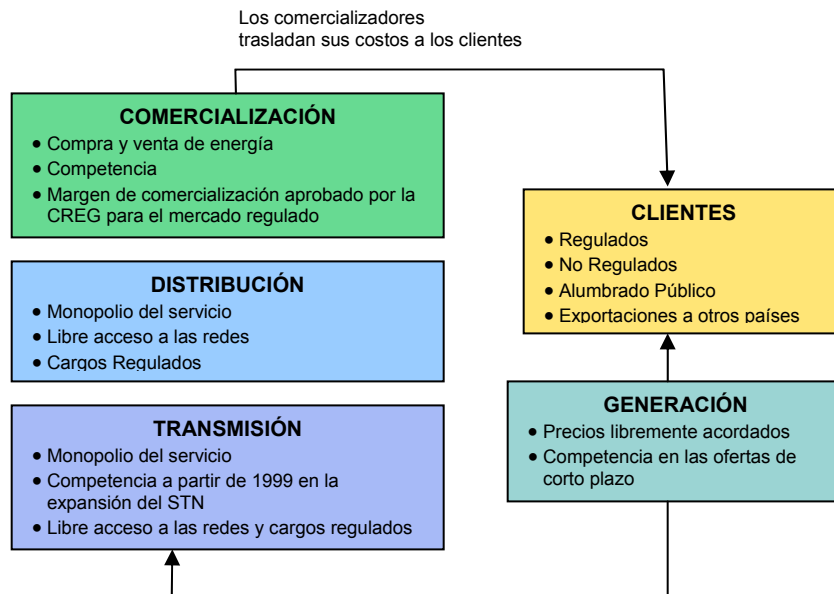 Los comercializadores
trasladan sus costos a los clientes
COMERCIALIZACIÓN
• Compra y venta de energía
• Competencia
• Margen de comercialización aprobado por la
CREG para el mercado regulado
DISTRIBUCIÓN
• Monopolio del servicio
• Libre acceso a las redes
• Cargos Regulados
TRANSMISIÓN
• Monopolio del servicio
• Competencia a partir de 1999 en la
expansión del STN
• Libre acceso a las redes y cargos regulados
CLIENTES
• Regulados
• No Regulados
• Alumbrado Público
• Exportaciones a otros países
GENERACIÓN
• Precios libremente acordados
• Competencia en las ofertas de
corto plazo